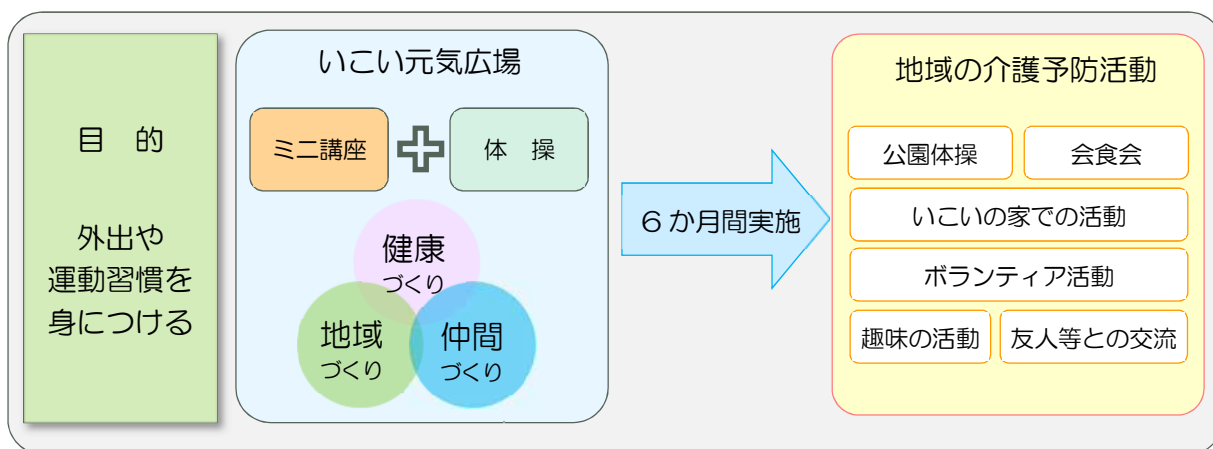 目　的
外出や
運動習慣を
身につける
いこい元気広場
ミニ講座
体　操
健康
づくり
地域
づくり
仲間
づくり
６か月間実施
地域の介護予防活動
公園体操
会食会
いこいの家での活動
ボランティア活動
趣味の活動
友人等との交流